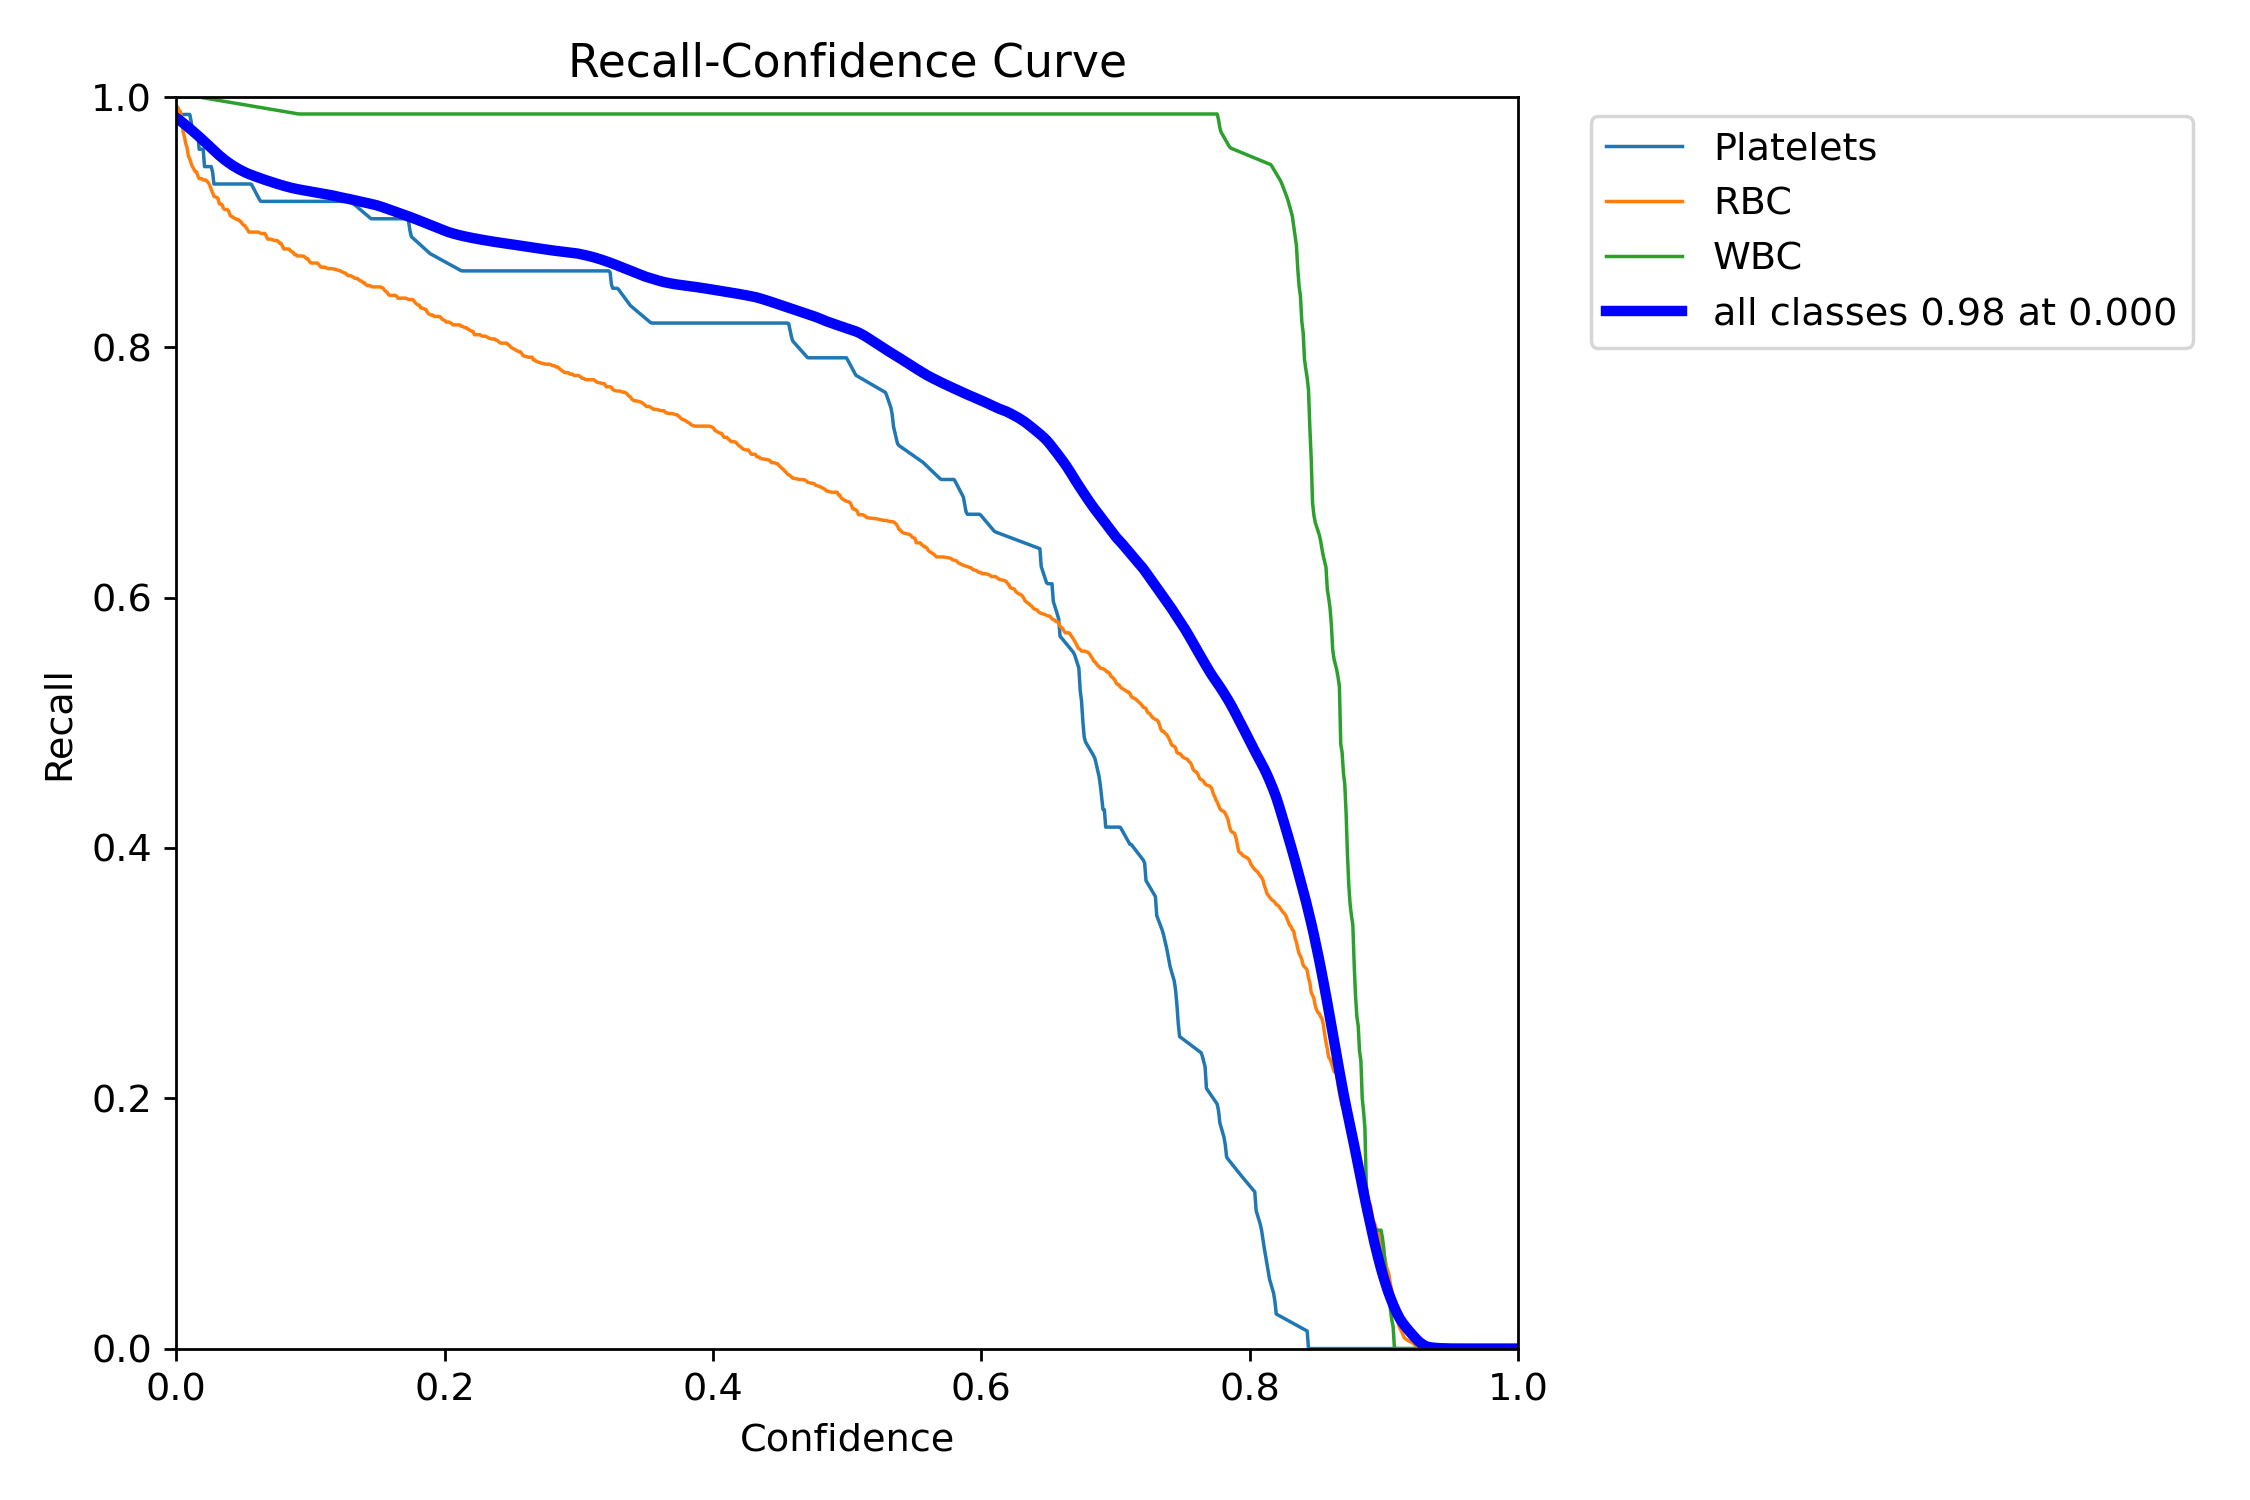 Recall-Confidence Curve
1.0
0.8
0.6
0.4
0.2
0.0
Recall
0.0 0.2 0.4 0.6 0.8 1.0
Confidence
Platelets
RBC
WBC
all classes 0.98 at 0.000